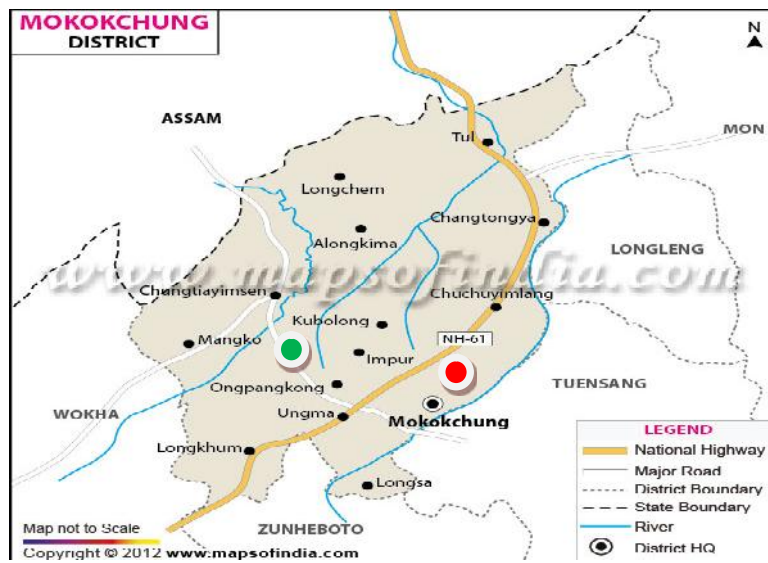 MOKOKCHUNG
DISTRICT
N
ASSAM
MON
Tul
Longchem
Changtongya
Alongkima
LONGLENG
www.mapsofindia.com
Chungtiayimsen
Chuchuyimlang
Kubolong
NH-61
Mangko
Impur
TUENSANG
Ongpangkong
WOKHA
Ungma
Mokokchung
LEGEND
Longkhum
National Highway
Major Road
Longsa
District Boundary
State Boundary
Map not to Scale
ZUNHEBOTO
River
Copyright © 2012 www.mapsofindia.com
District HQ